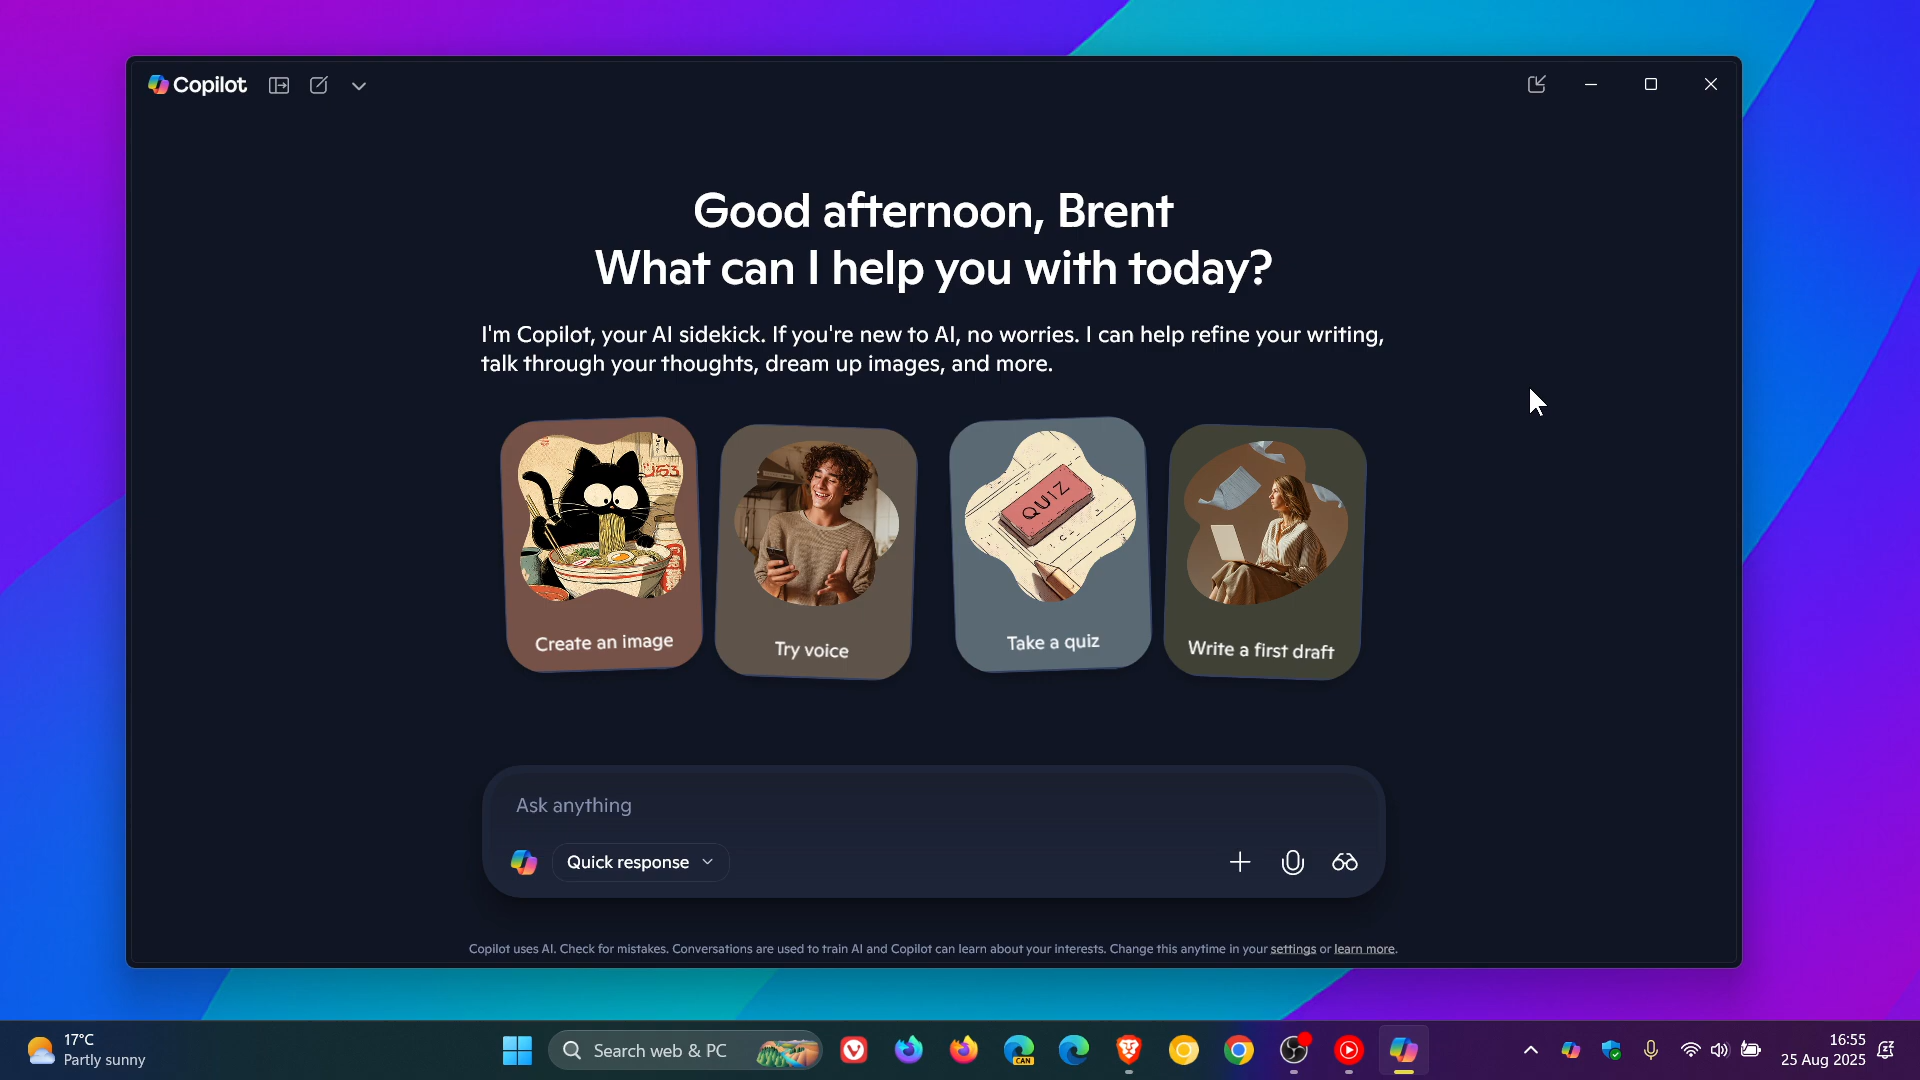 Copilot
Good afternoon, Brent
What can I help you with today?
I'm Copilot, your AI sidekick. If you're new to AI, no worries. I can help refine your writing,
talk through your thoughts, dream up images, and more.
QUIZ
Create an image
Try voice
Take a quiz
Write a first draft
Ask anything
Quick response
Copilot uses AI. Check for mistakes. Conversations are used to train AI and Copilot can learn about your interests. Change this anytime in your settings or learn more.
17°C
Partly sunny
Search web & PC
CAN
16:55
25 Aug 2025